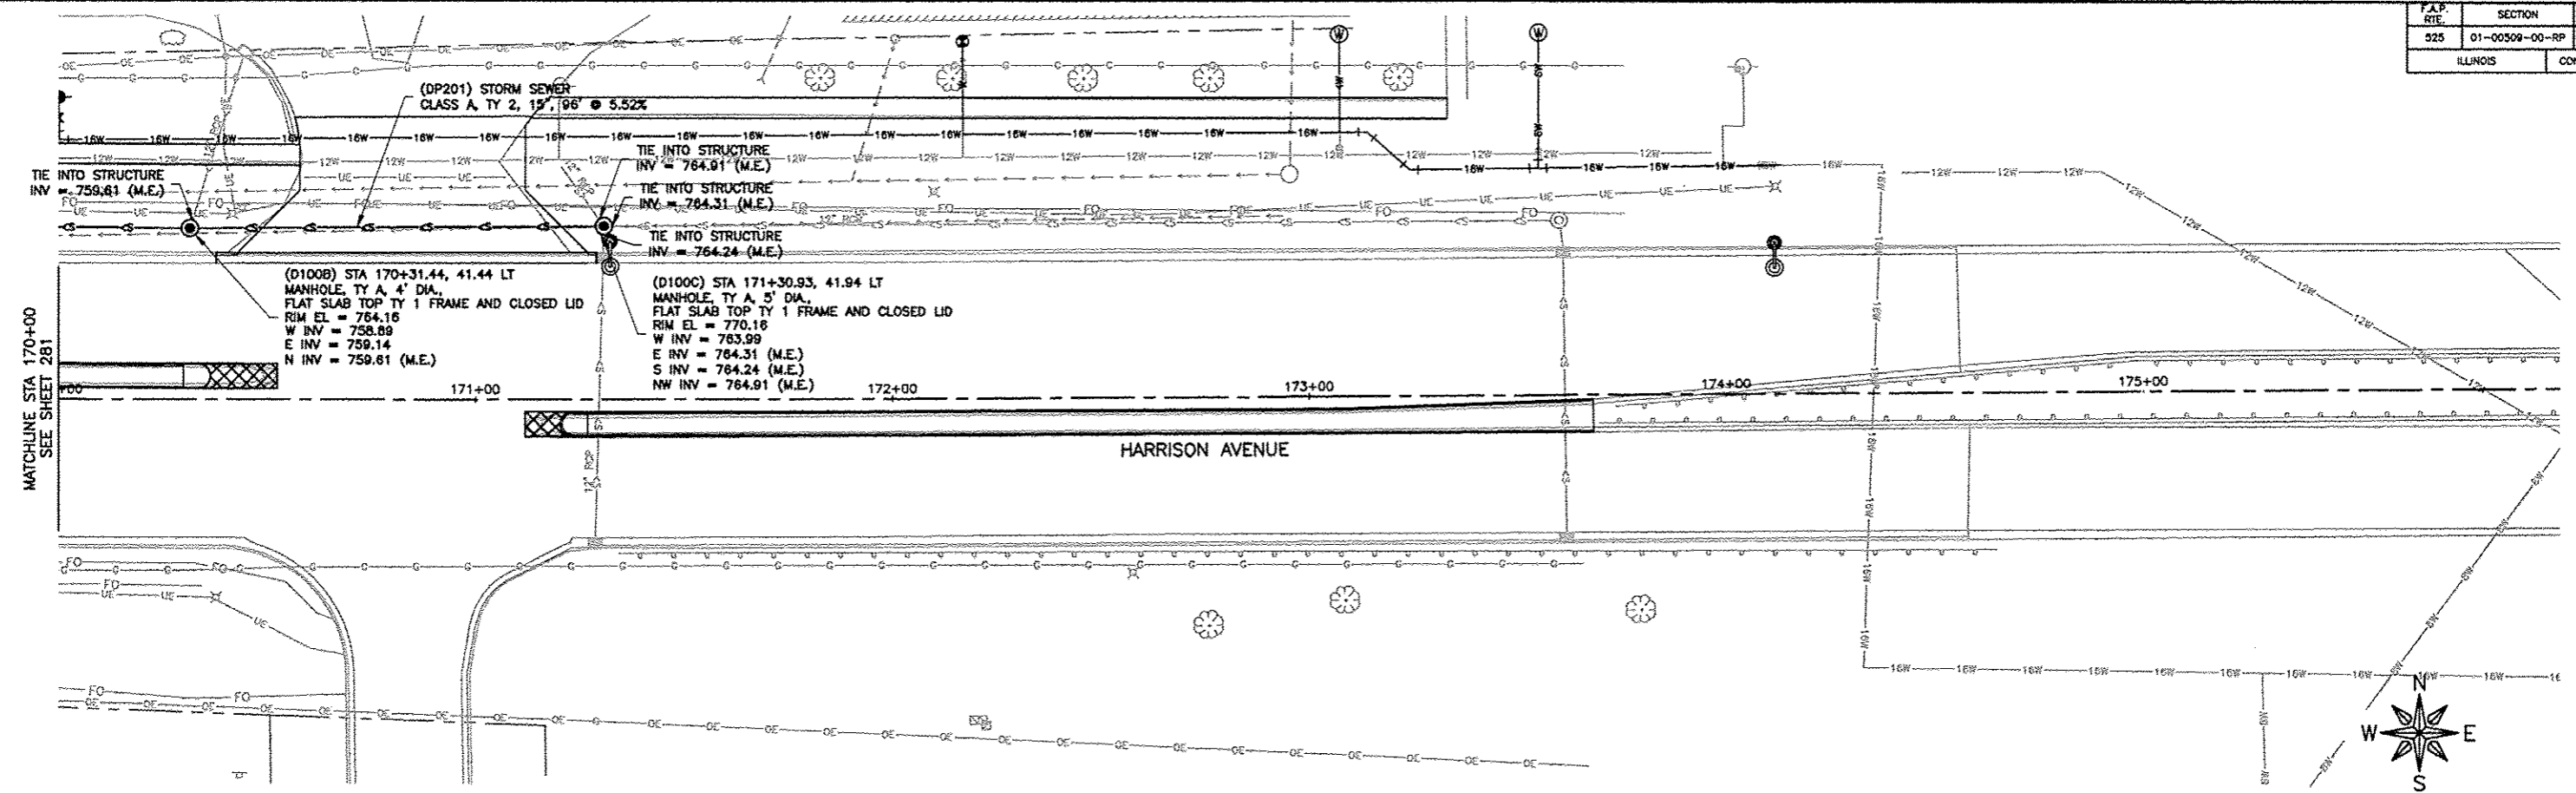 F.A.P. RTE.
SECTION
525
01-00509-00-RP
ILLINOIS
(DP201) STORM SEWER
CLASS A, TY 2, 15", 96' @ 5.52%
TIE INTO STRUCTURE
INV = 759.61 (M.E.)
TIE INTO STRUCTURE
INV = 764.91 (M.E.)
TIE INTO STRUCTURE
INV = 764.31 (M.E.)
TIE INTO STRUCTURE
INV = 764.24 (M.E.)
(D100B) STA 170+31.44, 41.44 LT
MANHOLE, TY A, 4' DIA.,
FLAT SLAB TOP TY 1 FRAME AND CLOSED LID
RIM EL = 764.16
W INV = 758.89
E INV = 759.14
N INV = 759.61 (M.E.)
(D100C) STA 171+30.93, 41.94 LT
MANHOLE, TY A, 5' DIA.,
FLAT SLAB TOP TY 1 FRAME AND CLOSED LID
RIM EL = 770.16
W INV = 763.99
E INV = 764.31 (M.E.)
S INV = 764.24 (M.E.)
NW INV = 764.91 (M.E.)
MATCHLINE STA 170+00
SEE SHEET 281
171+00
172+00
173+00
174+00
175+00
HARRISON AVENUE
12" RCP
N
W
E
S